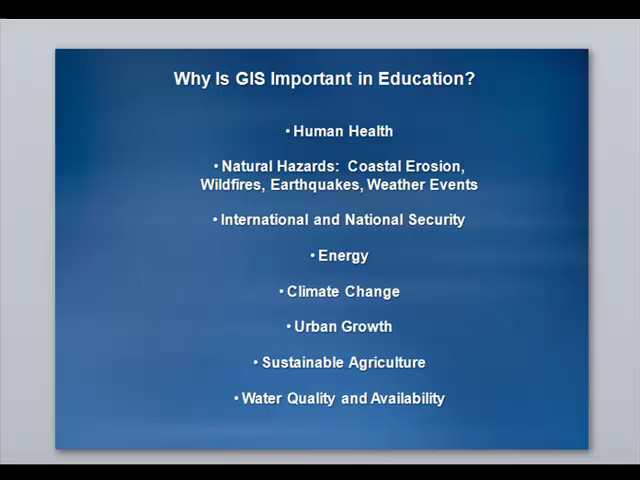 Why Is GIS Important in Education?
• Human Health
• Natural Hazards: Coastal Erosion,
Wildfires, Earthquakes, Weather Events
• International and National Security
• Energy
• Climate Change
• Urban Growth
• Sustainable Agriculture
• Water Quality and Availability